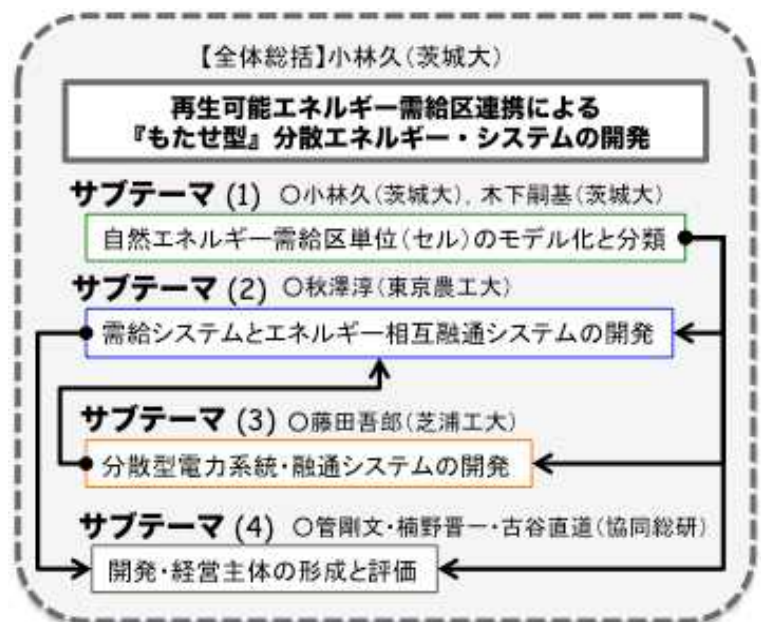 【全体総括】小林久(茨城大)
再生可能エネルギー需給区連携による
『もたせ型』分散エネルギー・システムの開発
サブテーマ (1) ○小林久(茨城大), 木下嗣基(茨城大)
自然エネルギー需給区単位(セル)のモデル化と分類
サブテーマ (2) ○秋澤淳(東京農工大)
需給システムとエネルギー相互融通システムの開発
サブテーマ (3) ○藤田吾郎(芝浦工大)
分散型電力系統・融通システムの開発
サブテーマ (4) ○管剛文・楠野晋一・古谷直道(協同総研)
開発・経営主体の形成と評価